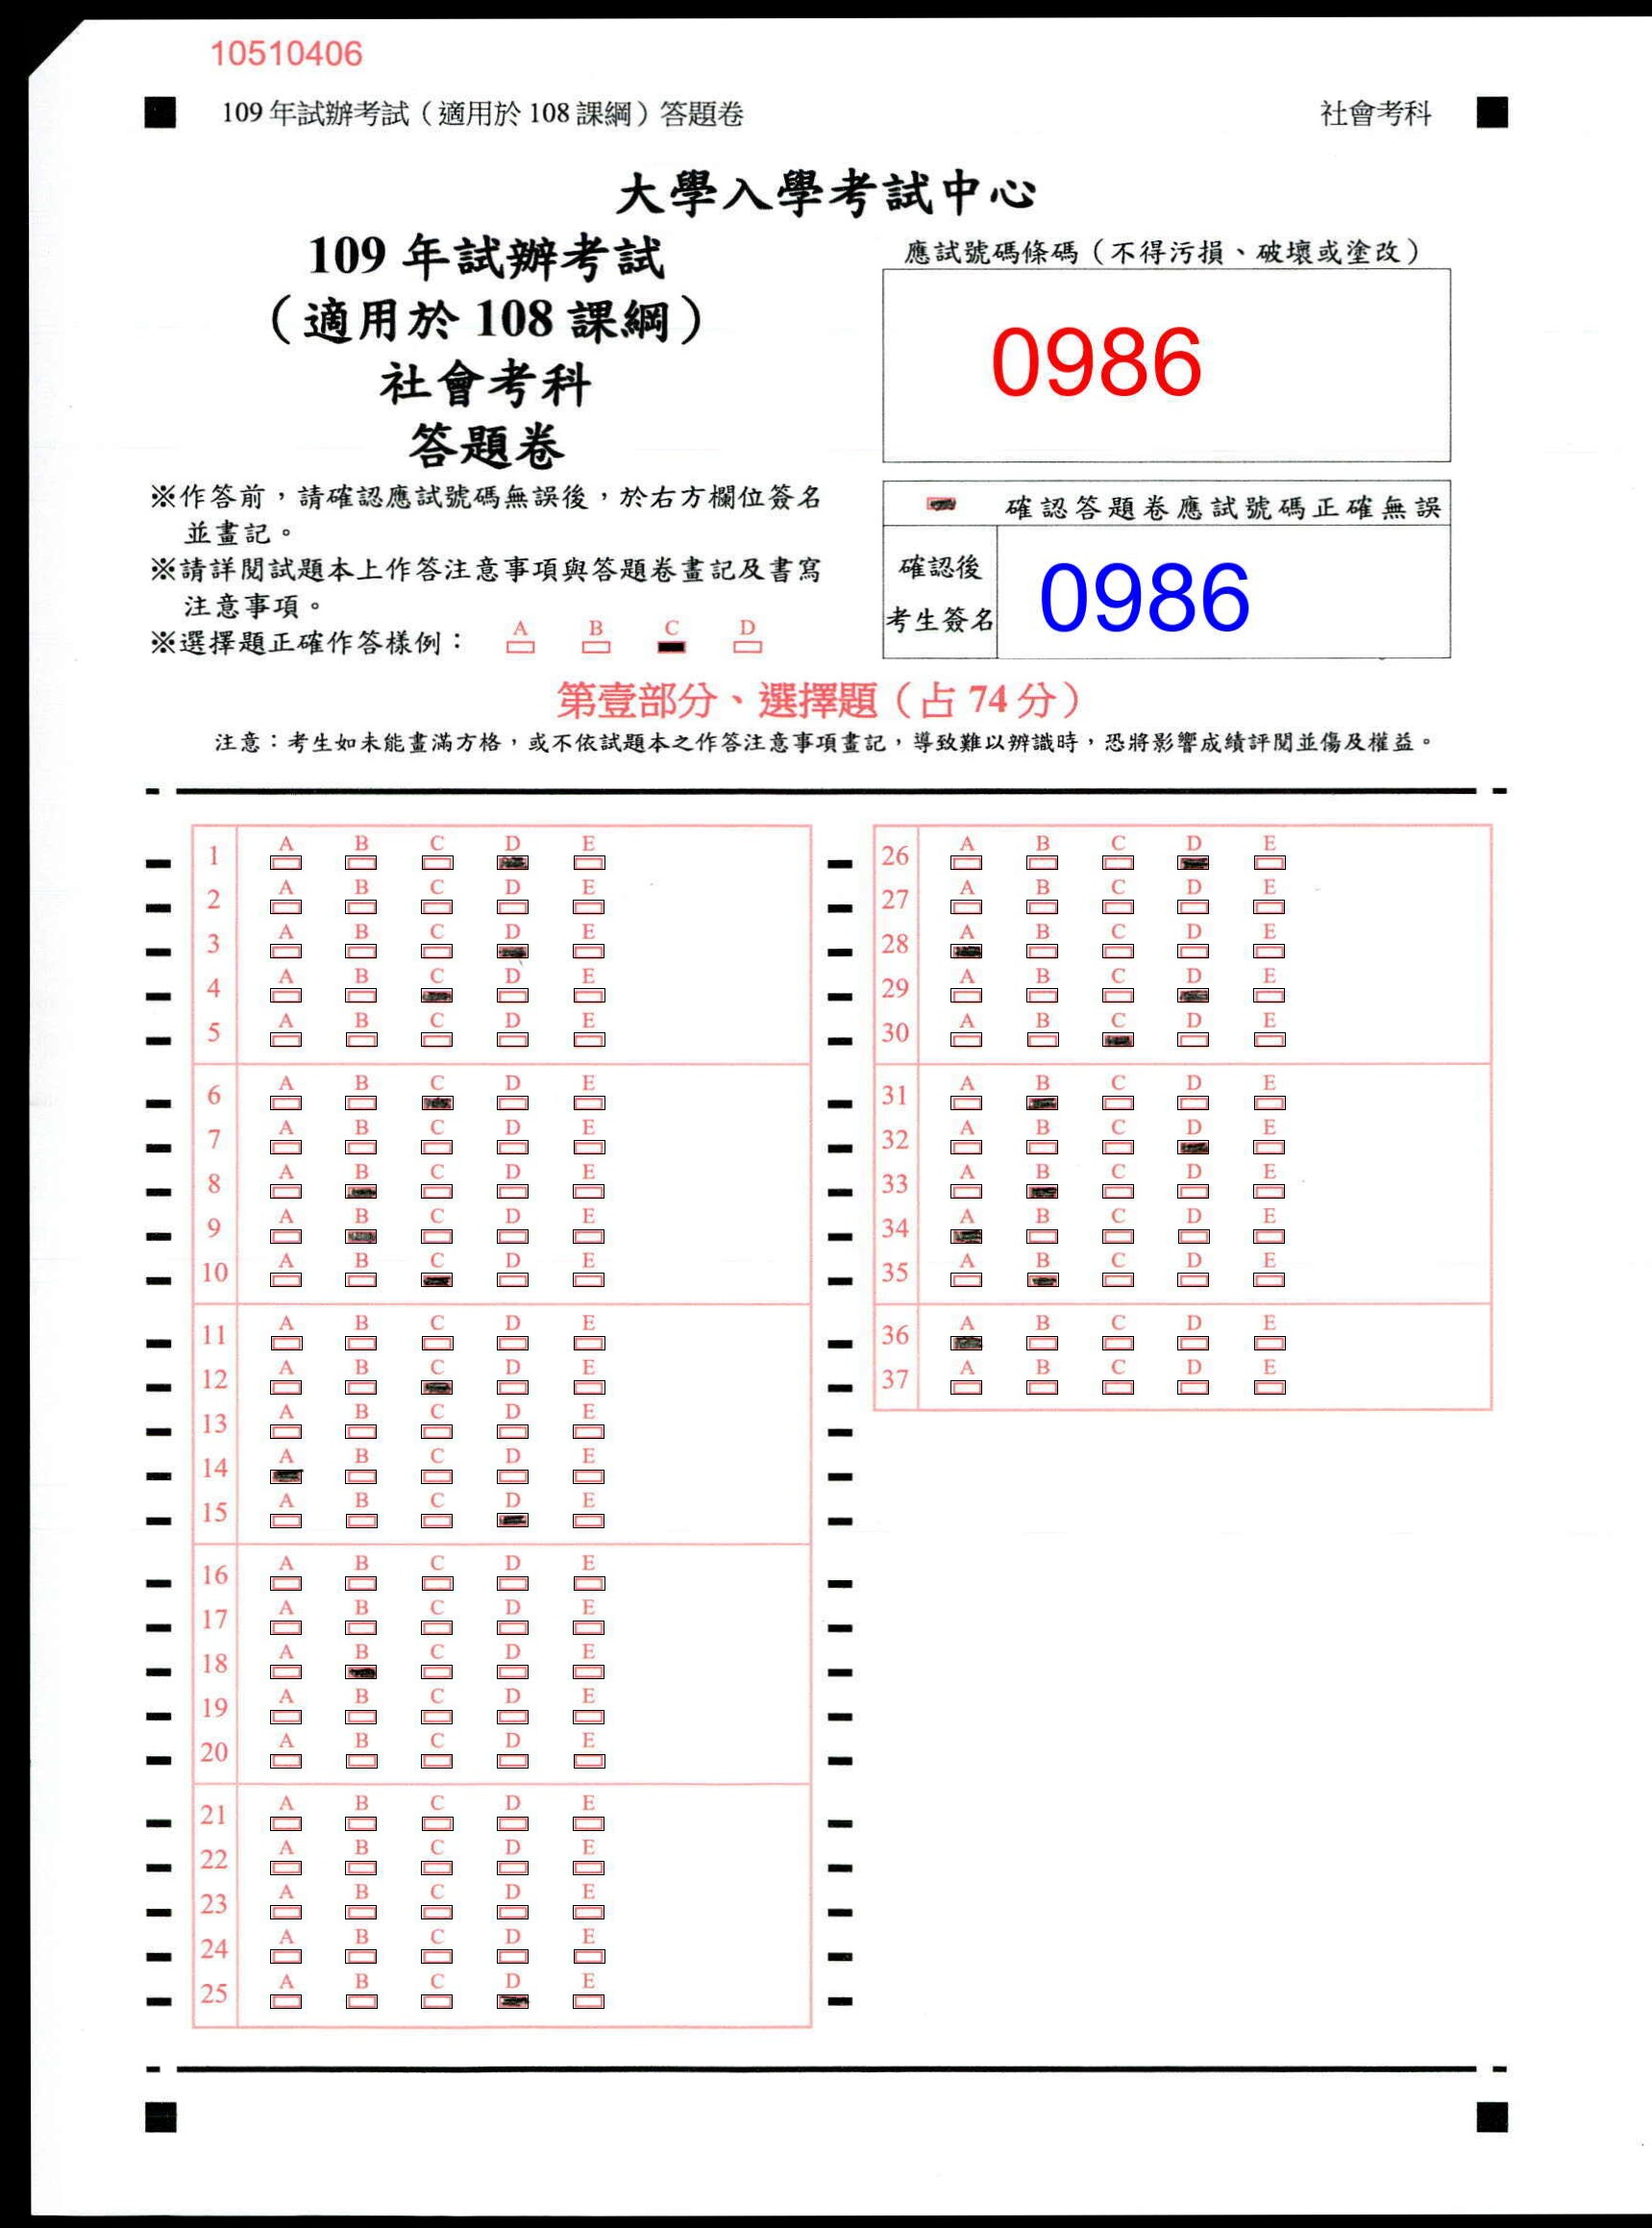 10510406
109 年試辦考試（適用於 108 課綱）答題卷 社會考科
大學入學考試中心
109 年試辦考試
（適用於 108 課綱）
社會考科
答題卷
※作答前，請確認應試號碼無誤後，於右方欄位簽名
並畫記。
※請詳閱試題本上作答注意事項與答題卷畫記及書寫
注意事項。
※選擇題正確作答樣例： A B C D
應試號碼條碼（不得污損、破壞或塗改）
0986
確認答題卷應試號碼正確無誤
確認後
考生簽名
0986
第壹部分、選擇題（占 74 分）
注意：考生如未能畫滿方格，或不依試題本之作答注意事項畫記，導致難以辨識時，恐將影響成績評閱並傷及權益。
1 A B C D E
2 A B C D E
3 A B C D E
4 A B C D E
5 A B C D E
6 A B C D E
7 A B C D E
8 A B C D E
9 A B C D E
10 A B C D E
11 A B C D E
12 A B C D E
13 A B C D E
14 A B C D E
15 A B C D E
16 A B C D E
17 A B C D E
18 A B C D E
19 A B C D E
20 A B C D E
21 A B C D E
22 A B C D E
23 A B C D E
24 A B C D E
25 A B C D E
26 A B C D E
27 A B C D E
28 A B C D E
29 A B C D E
30 A B C D E
31 A B C D E
32 A B C D E
33 A B C D E
34 A B C D E
35 A B C D E
36 A B C D E
37 A B C D E